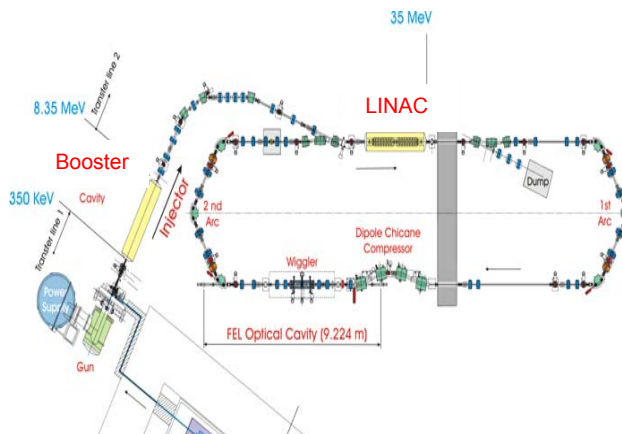 35 MeV
LINAC
Transfer line 2
8.35 MeV
Booster
Cavity
350 KeV
Transfer line 1
Injector
2 nd
Arc
1st
Arc
Dump
Dipole Chicane
Compressor
Wiggler
Power
Supply
Gun
FEL Optical Cavity (9.224 m)